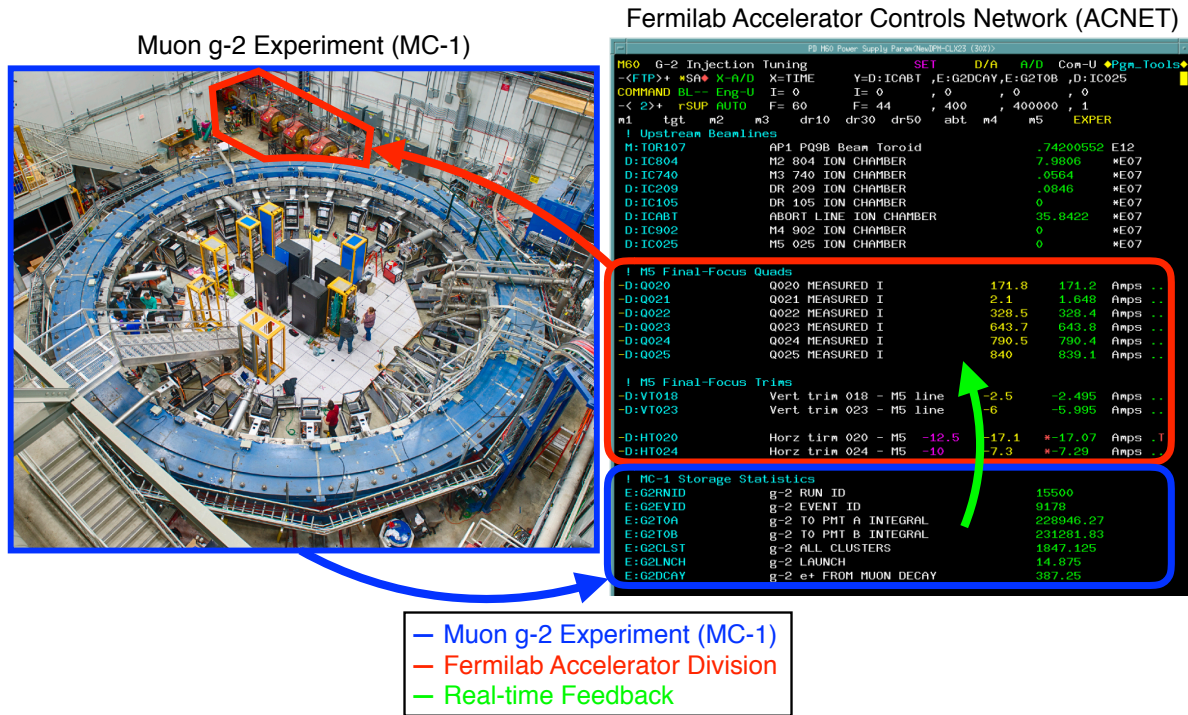 Fermilab Accelerator Controls Network (ACNET)
Muon g-2 Experiment (MC-1)
PD M60 Power Supply Param<NewDPM-CLX23 (30%)>
M60 G-2 Injection Tuning SET D/A A/D Com-U ◆Pgm_Tools◆
-<FTP>+ *SA◆ X-A/D X=TIME Y=D:ICABT ,E:G2DCAY,E:G2TOB ,D:IC025
COMMAND BL-- Eng-U I= 0 I= 0 , 0 , 0 , 0
-< 2>+ rSUP AUTO F= 60 F= 44 , 400 , 400000 , 1
m1 tgt m2 m3 dr10 dr30 dr50 abt m4 m5 EXPER
! Upstream Beamlines
M:TOR107 AP1 PQ9B Beam Toroid .74200552 E12
D:IC804 M2 804 ION CHAMBER 7.9806 *E07
D:IC740 M3 740 ION CHAMBER .0564 *E07
D:IC209 DR 209 ION CHAMBER .0846 *E07
D:IC105 DR 105 ION CHAMBER 0 *E07
D:ICABT ABORT LINE ION CHAMBER 35.8422 *E07
D:IC902 M4 902 ION CHAMBER 0 *E07
D:IC025 M5 025 ION CHAMBER 0 *E07
! M5 Final-Focus Quads
-D:Q020 Q020 MEASURED I 171.8 171.2 Amps ..
-D:Q021 Q021 MEASURED I 2.1 1.648 Amps ..
-D:Q022 Q022 MEASURED I 328.5 328.4 Amps ..
-D:Q023 Q023 MEASURED I 643.7 643.8 Amps ..
-D:Q024 Q024 MEASURED I 790.5 790.4 Amps ..
-D:Q025 Q025 MEASURED I 840 839.1 Amps ..
! M5 Final-Focus Trims
-D:VT018 Vert trim 018 - M5 line -2.5 -2.495 Amps ..
-D:VT023 Vert trim 023 - M5 line -6 -5.995 Amps ..
-D:HT020 Horz tirm 020 - M5 -12.5 -17.1 *-17.07 Amps .T
-D:HT024 Horz trim 024 - M5 -10 -7.3 *-7.29 Amps ..
! MC-1 Storage Statistics
E:G2RNID g-2 RUN ID 15500
E:G2EVID g-2 EVENT ID 9178
E:G2TOA g-2 TO PMT A INTEGRAL 228946.27
E:G2TOB g-2 TO PMT B INTEGRAL 231281.83
E:G2CLST g-2 ALL CLUSTERS 1847.125
E:G2LNCH g-2 LAUNCH 14.875
E:G2DCAY g-2 e+ FROM MUON DECAY 387.25
Muon g-2 Experiment (MC-1)
Fermilab Accelerator Division
Real-time Feedback